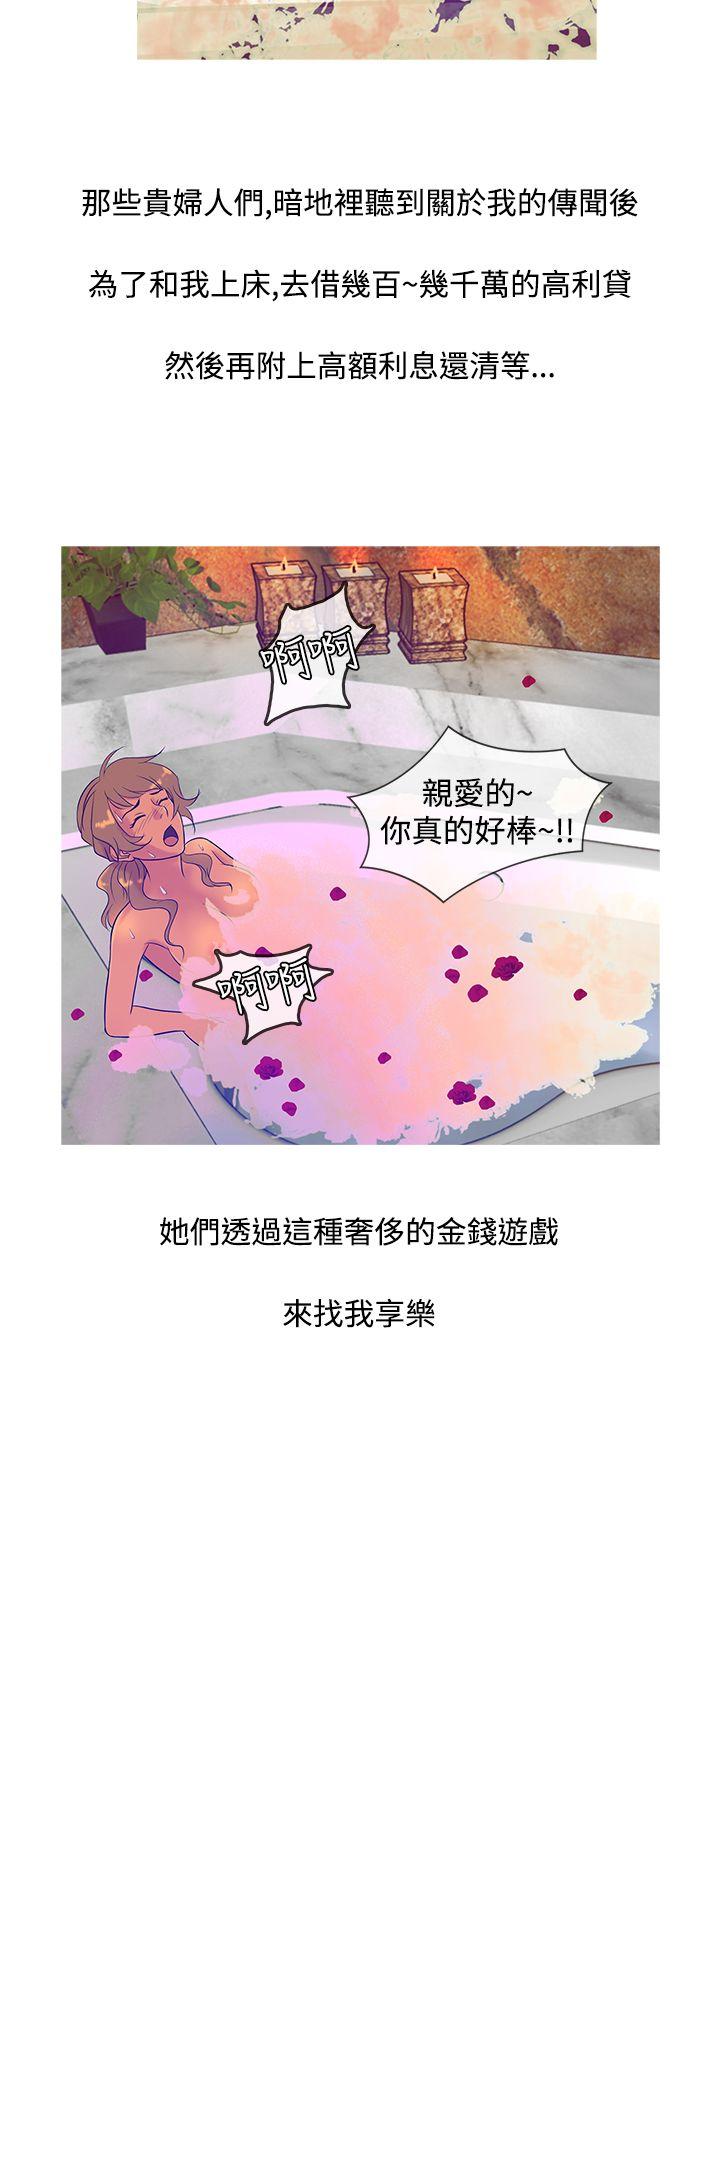 那些貴婦人們,暗地裡聽到關於我的傳聞後
為了和我上床,去借幾百~幾千萬的高利貸
然後再附上高額利息還清等...
啊啊
親愛的~
你真的好棒~!!
啊啊
她們透過這種奢侈的金錢遊戲
來找我享樂